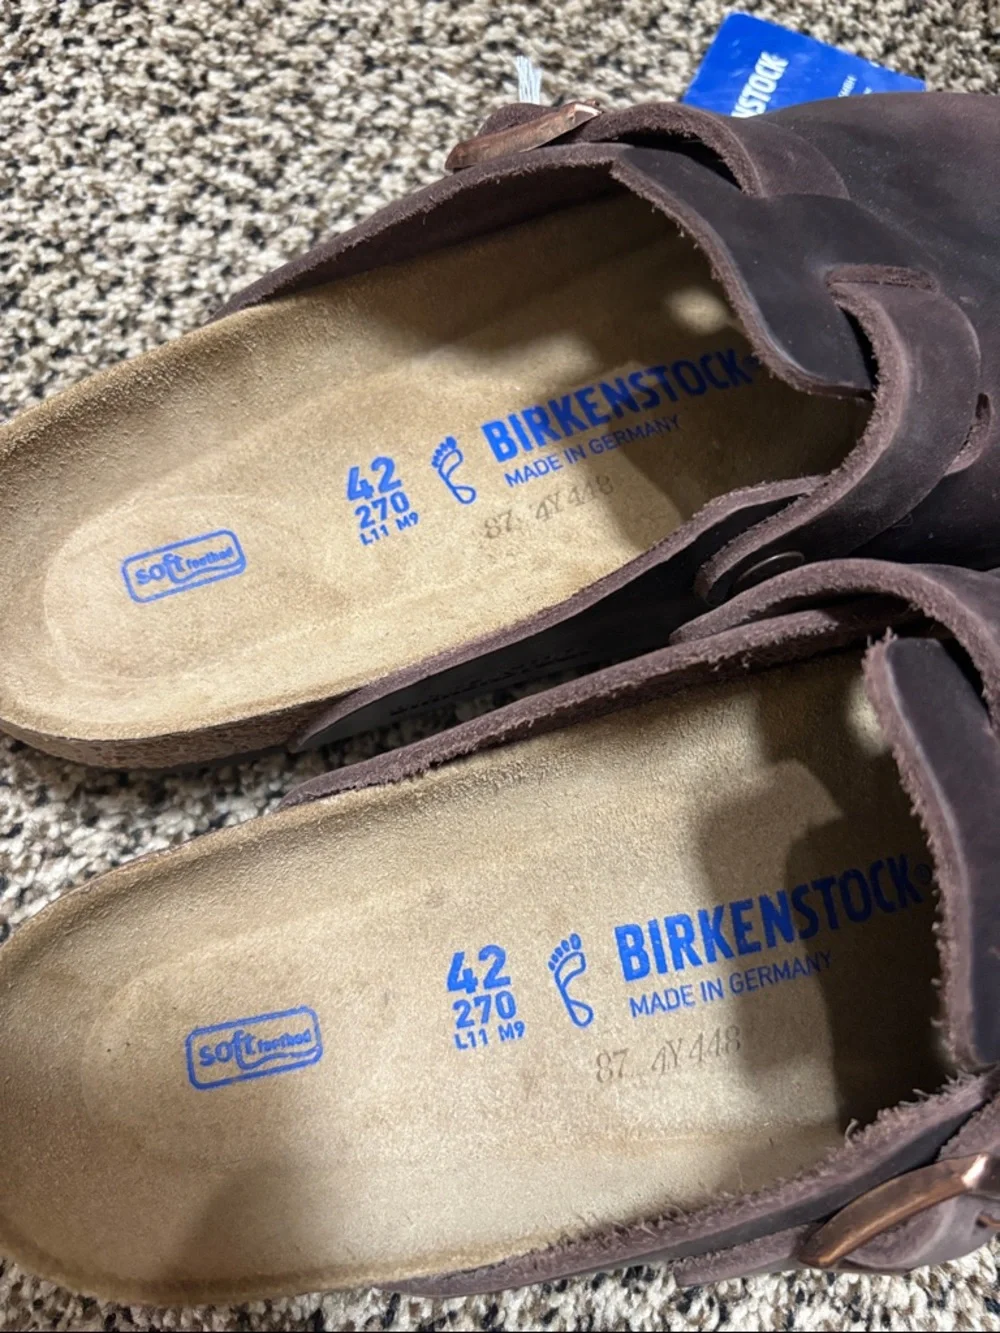 BIRKENSTOCK®
MADE IN GERMANY
42
270
L11 M9
87. 4Y448
soft footbed
BIRKENSTOCK®
MADE IN GERMANY
42
270
L11 M9
87. 4Y448
soft footbed